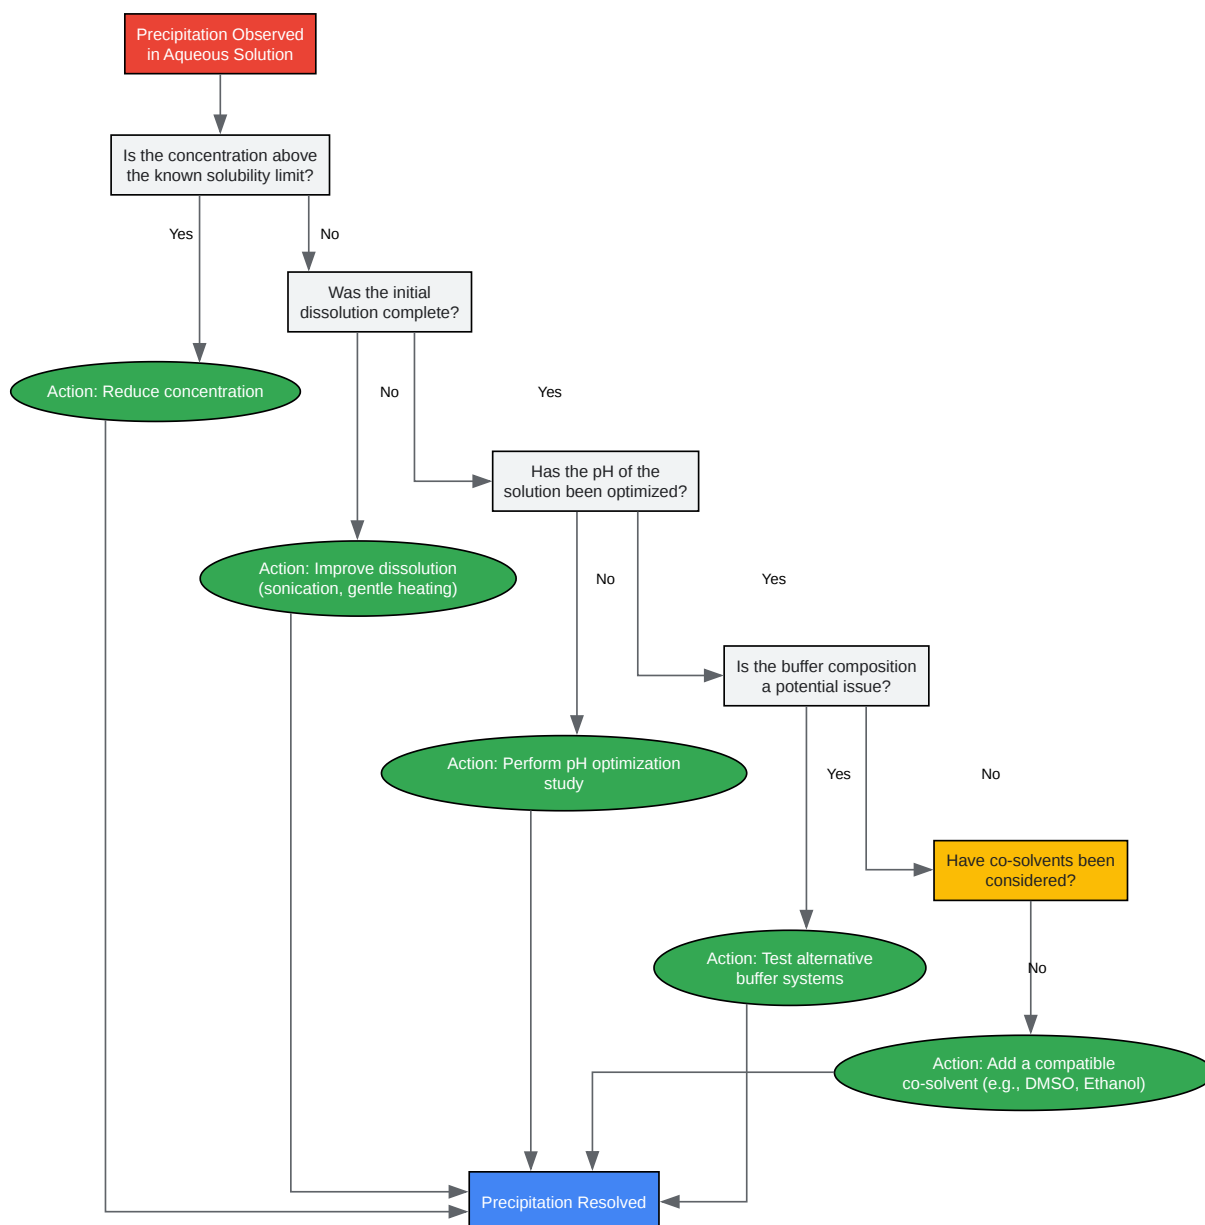 Precipitation Observed
in Aqueous Solution
Is the concentration above
the known solubility limit?
Yes
No
Was the initial
dissolution complete?
Action: Reduce concentration
No
Yes
Has the pH of the
solution been optimized?
Action: Improve dissolution
(sonication, gentle heating)
No
Yes
Is the buffer composition
a potential issue?
Action: Perform pH optimization
study
Yes
No
Have co-solvents been
considered?
Action: Test alternative
buffer systems
No
Action: Add a compatible
co-solvent (e.g., DMSO, Ethanol)
Precipitation Resolved